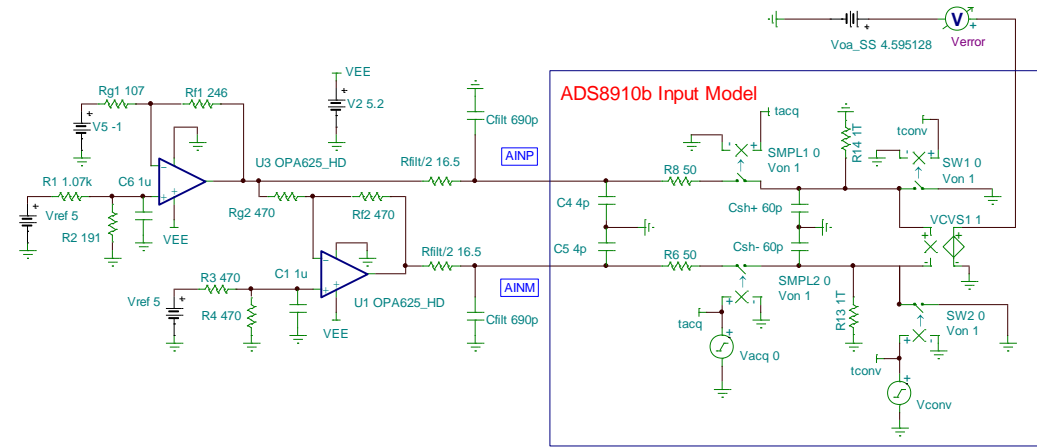 Voa_SS 4.595128
+
V
+
Verror
ADS8910b Input Model
VEE
V2 5.2
+
Rg1 107
Rf1 246
V5 -1
+
U3 OPA625_HD
-
+
+
C6 1u
R1 1.07k
Vref 5
+
R2 191
VEE
Rfilt/2 16.5
Cfilt 690p
AINP
Rg2 470
Rf2 470
Rfilt/2 16.5
-
+
+
C1 1u
U1 OPA625_HD
R3 470
Vref 5
+
R4 470
VEE
AINM
Cfilt 690p
C4 4p
C5 4p
R8 50
R6 50
tacq
-
+
SMPL1 0
Von 1
R14 1T
Csh+ 60p
Csh- 60p
tconv
-
+
SW1 0
Von 1
VCVS1 1
+
+
-
-
SMPL2 0
Von 1
+
-
tacq
Vacq 0
+
R13 1T
SW2 0
Von 1
+
-
tconv
Vconv
+